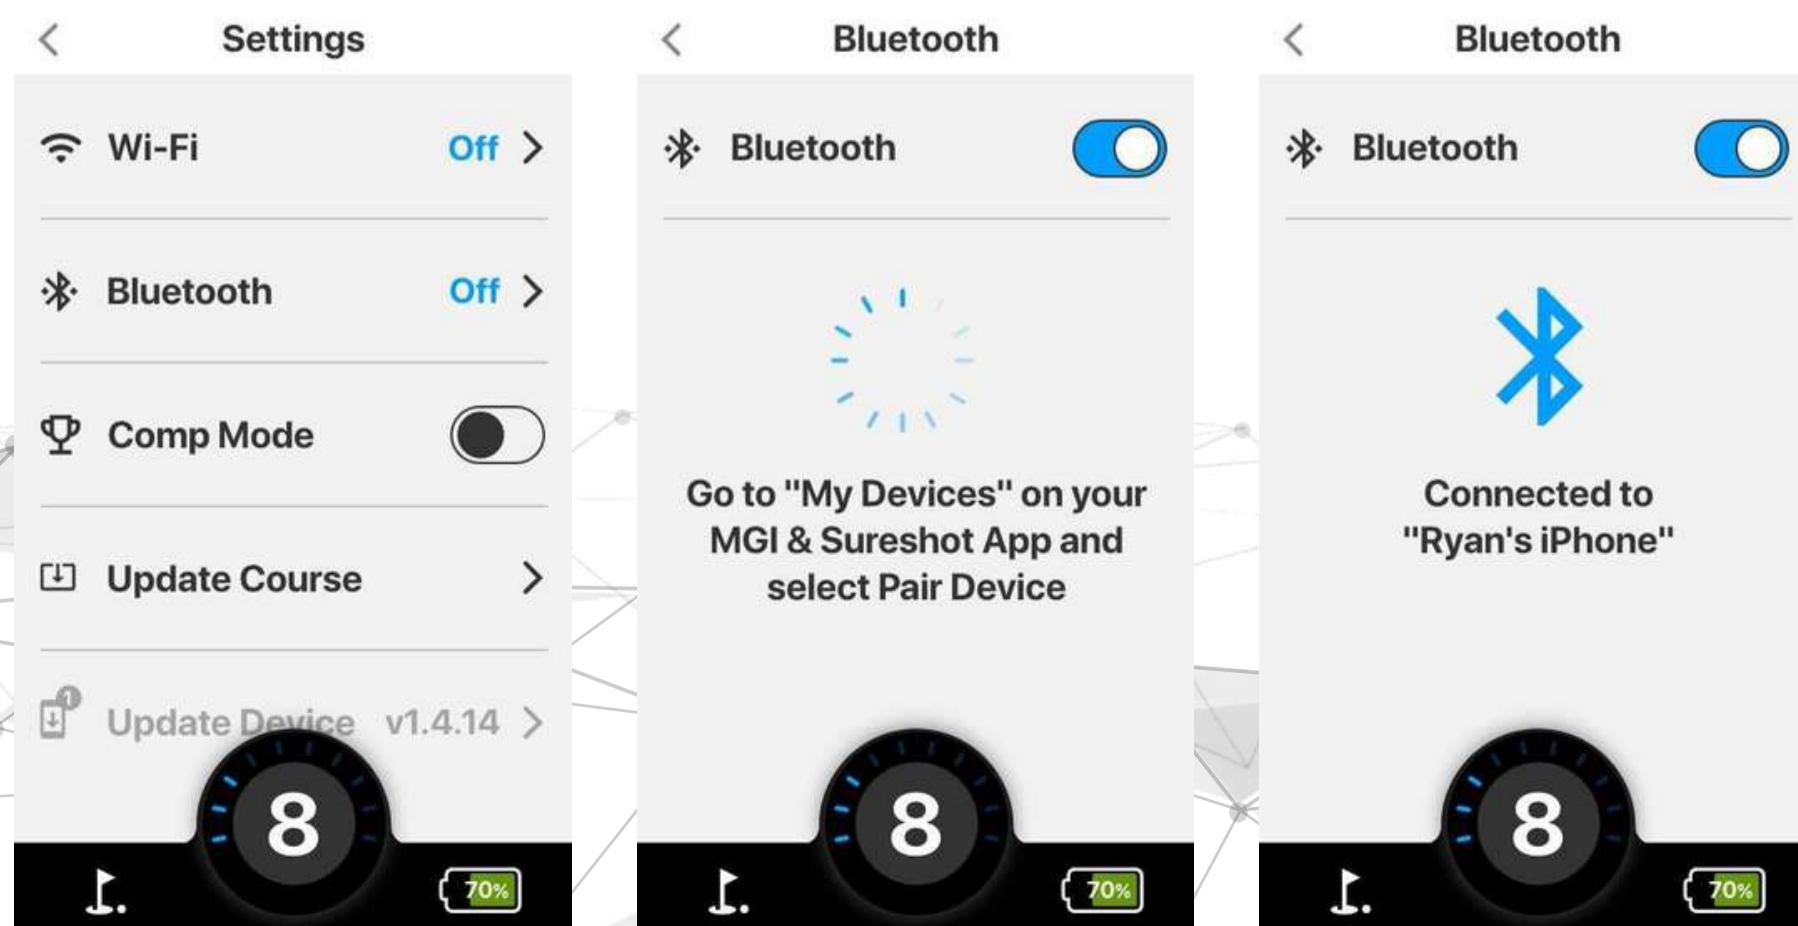 Settings
Wi-Fi Off
Bluetooth Off
Comp Mode
Update Course
1
Update Device v1.4.14
8
70%
Bluetooth
Bluetooth
Go to "My Devices" on your
MGI & Sureshot App and
select Pair Device
8
70%
Bluetooth
Bluetooth
Connected to
"Ryan's iPhone"
8
70%